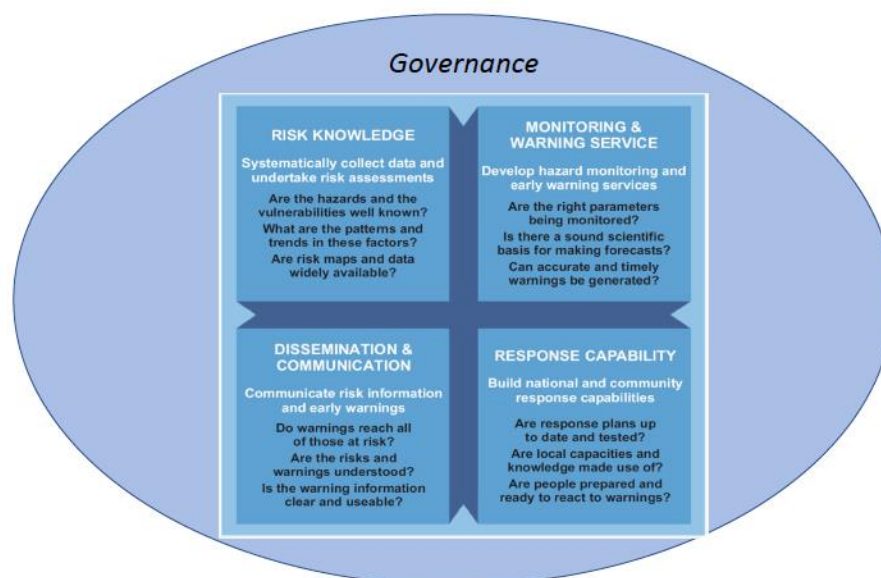 Governance
RISK KNOWLEDGE
Systematically collect data and
undertake risk assessments
Are the hazards and the
vulnerabilities well known?
What are the patterns and
trends in these factors?
Are risk maps and data
widely available?
MONITORING &
WARNING SERVICE
Develop hazard monitoring and
early warning services
Are the right parameters
being monitored?
Is there a sound scientific
basis for making forecasts?
Can accurate and timely
warnings be generated?
DISSEMINATION &
COMMUNICATION
Communicate risk information
and early warnings
Do warnings reach all
of those at risk?
Are the risks and
warnings understood?
Is the warning information
clear and useable?
RESPONSE CAPABILITY
Build national and community
response capabilities
Are response plans up
to date and tested?
Are local capacities and
knowledge made use of?
Are people prepared and
ready to react to warnings?